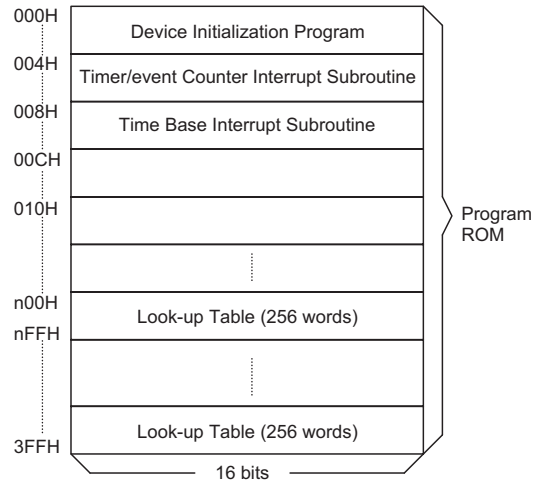 000H
Device Initialization Program
004H
Timer/event Counter Interrupt Subroutine
008H
Time Base Interrupt Subroutine
00CH
010H
Program
ROM
n00H
Look-up Table (256 words)
nFFH
Look-up Table (256 words)
3FFH
16 bits